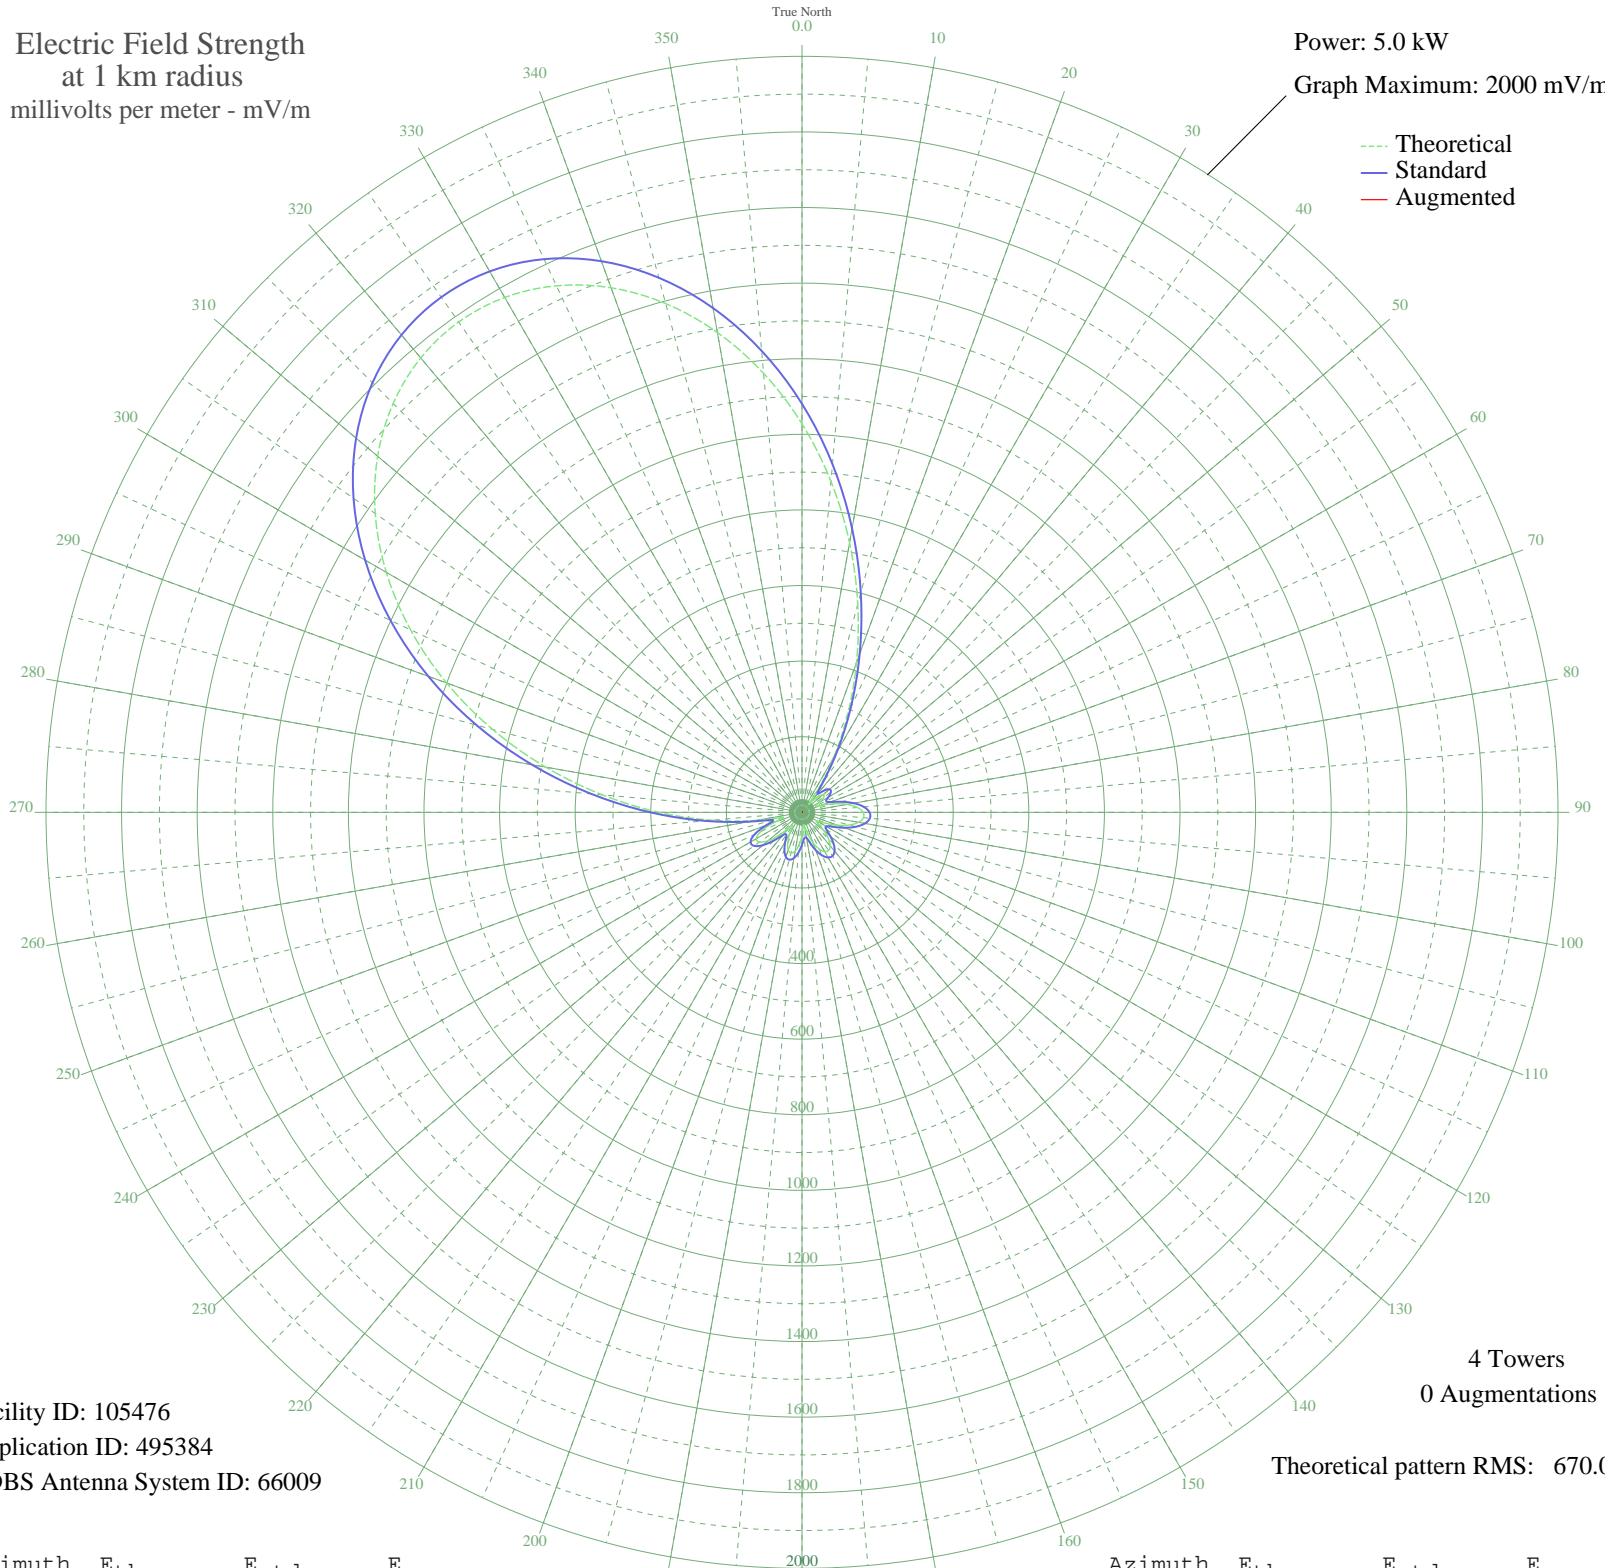 True North
Electric Field Strength
at 1 km radius
millivolts per meter - mV/m
Power: 5.0 kW
Graph Maximum: 2000 mV/m
Theoretical
Standard
Augmented
0.0
10
20
30
40
50
60
70
80
90
100
110
120
130
140
150
160
200
210
220
230
240
250
260
270
280
290
300
310
320
330
340
350
400
600
800
1000
1200
1400
1600
1800
2000
4 Towers
0 Augmentations
Theoretical pattern RMS: 670.0
cility ID: 105476
plication ID: 495384
DBS Antenna System ID: 66009
imuth E E E
Azimuth E E E